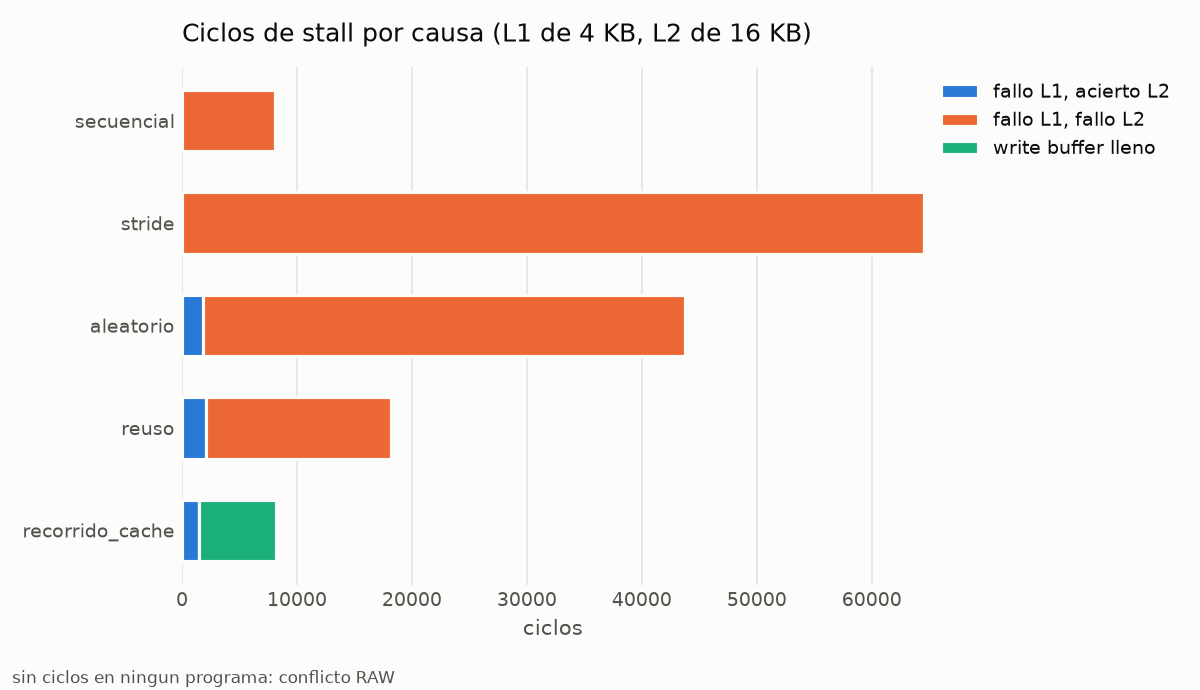 Ciclos de stall por causa (L1 de 4 KB, L2 de 16 KB)
fallo L1, acierto L2
fallo L1, fallo L2
write buffer lleno
secuencial
stride
aleatorio
reuso
recorrido_cache
0 10000 20000 30000 40000 50000 60000
ciclos
sin ciclos en ningun programa: conflicto RAW